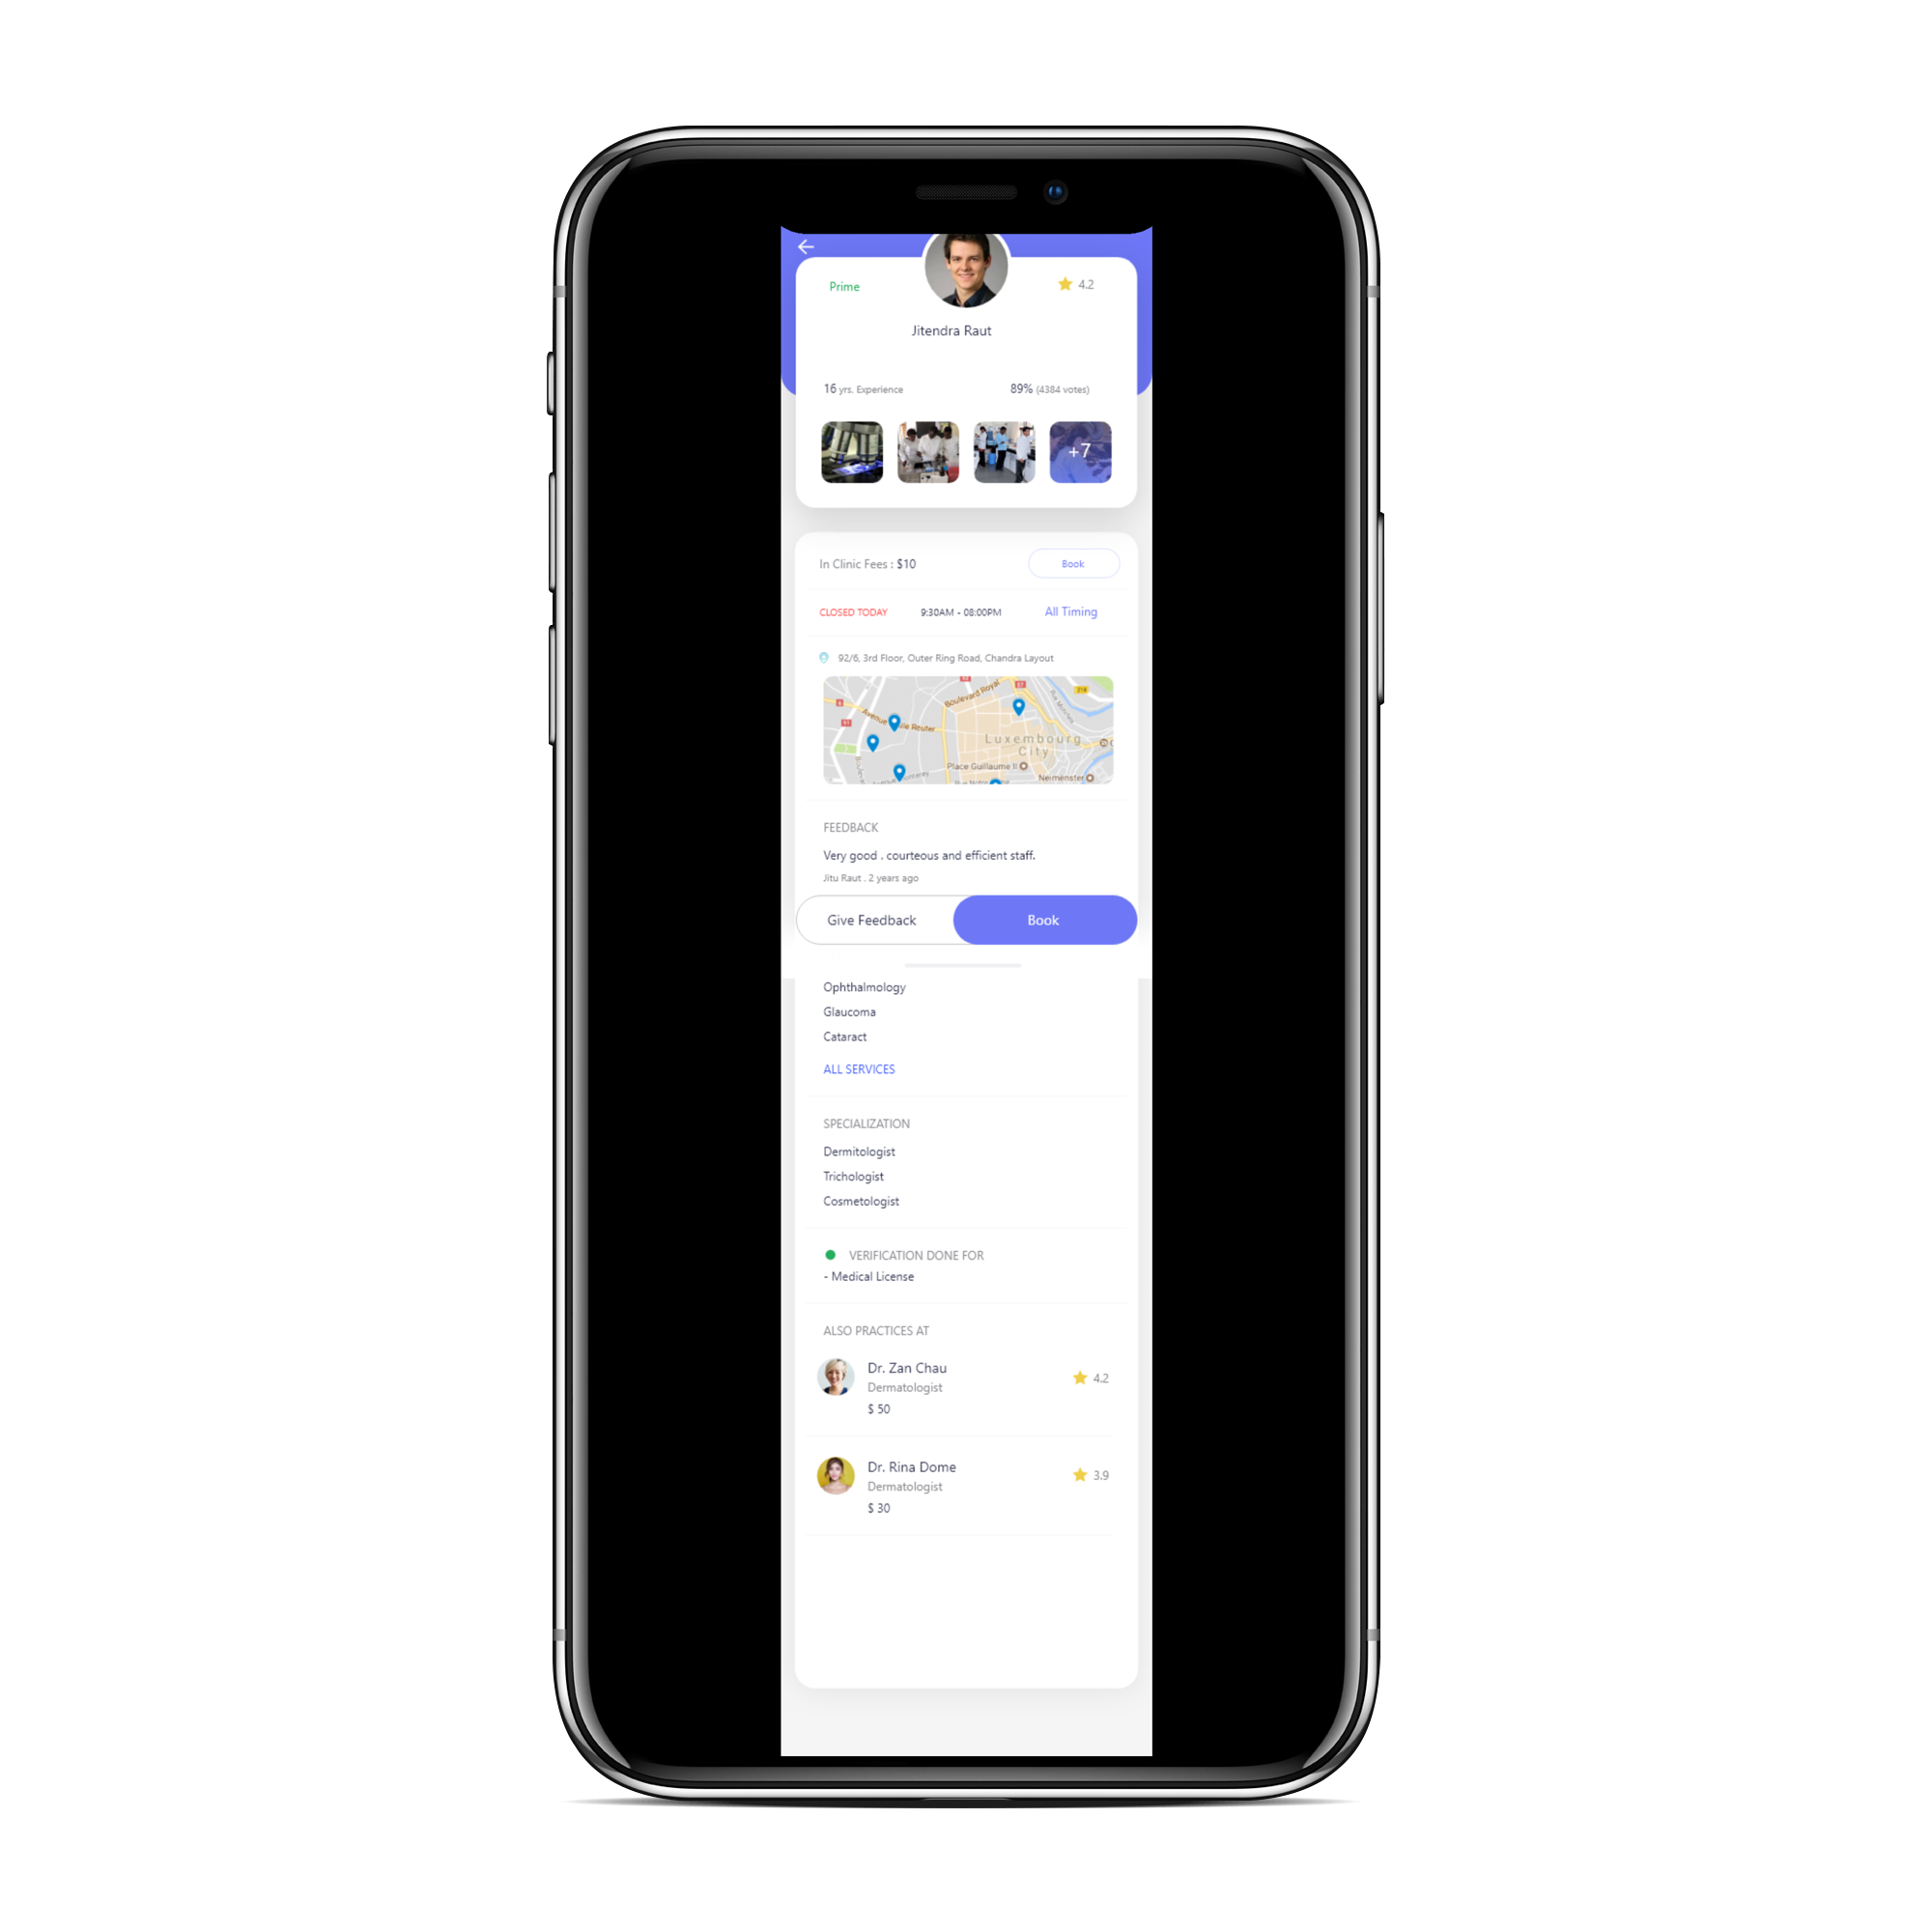 Prime
4.2
Jitendra Raut
16 yrs. Experience
89% (4384 votes)
+7
In Clinic Fees : $10
Book
CLOSED TODAY
9:30AM - 08:00PM
All Timing
92/6, 3rd Floor, Outer Ring Road, Chandra Layout
Boulevard Royal
Avenue
Reuter
Luxembourg
City
Place Guillaume II
Neimënster
FEEDBACK
Very good . courteous and efficient staff.
Jitu Raut . 2 years ago
Give Feedback
Book
Ophthalmology
Glaucoma
Cataract
ALL SERVICES
SPECIALIZATION
Dermitologist
Trichologist
Cosmetologist
VERIFICATION DONE FOR
- Medical License
ALSO PRACTICES AT
Dr. Zan Chau
4.2
Dermatologist
$ 50
Dr. Rina Dome
3.9
Dermatologist
$ 30